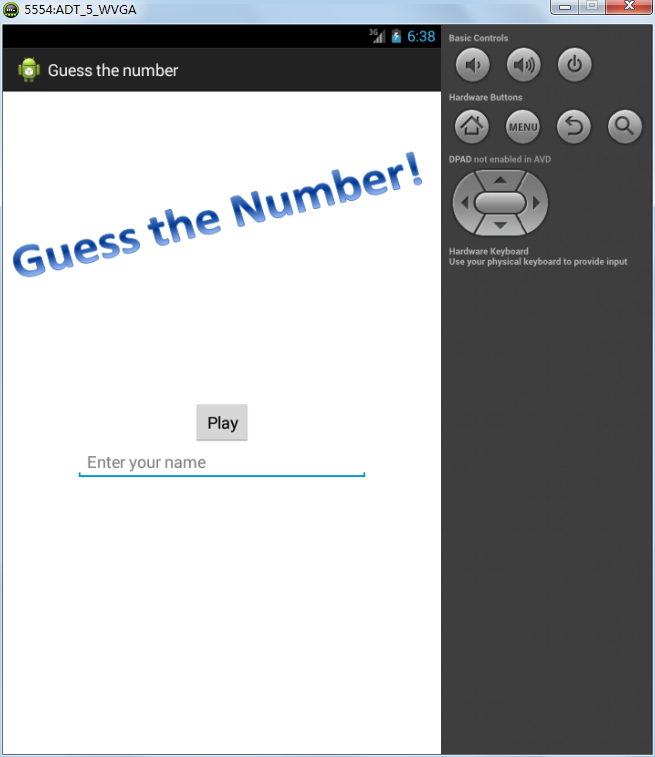 5554:ADT_5_WVGA
3G 6:38
Guess the number
Guess the Number!
Play
Enter your name
Basic Controls
Hardware Buttons
MENU
DPAD not enabled in AVD
Hardware Keyboard
Use your physical keyboard to provide input